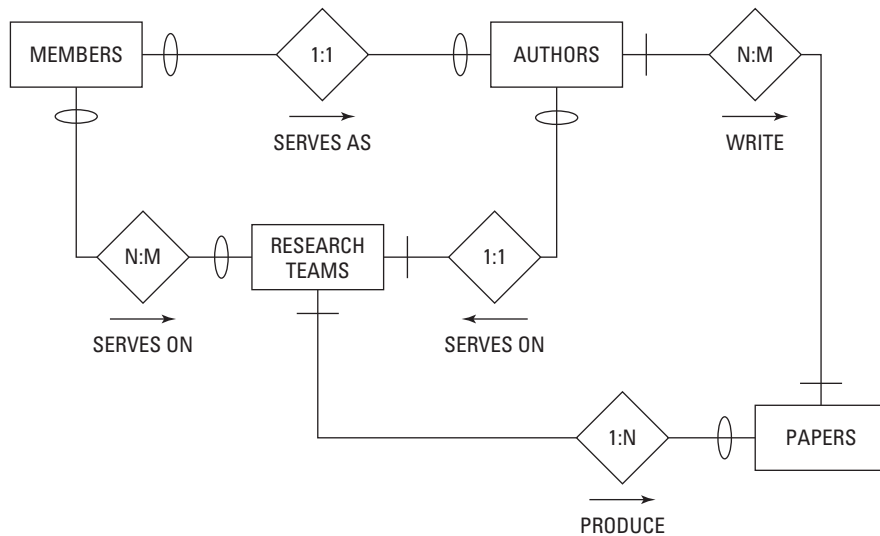 MEMBERS
1:1
AUTHORS
N:M
SERVES AS
WRITE
N:M
RESEARCH
TEAMS
1:1
SERVES ON
SERVES ON
1:N
PAPERS
PRODUCE